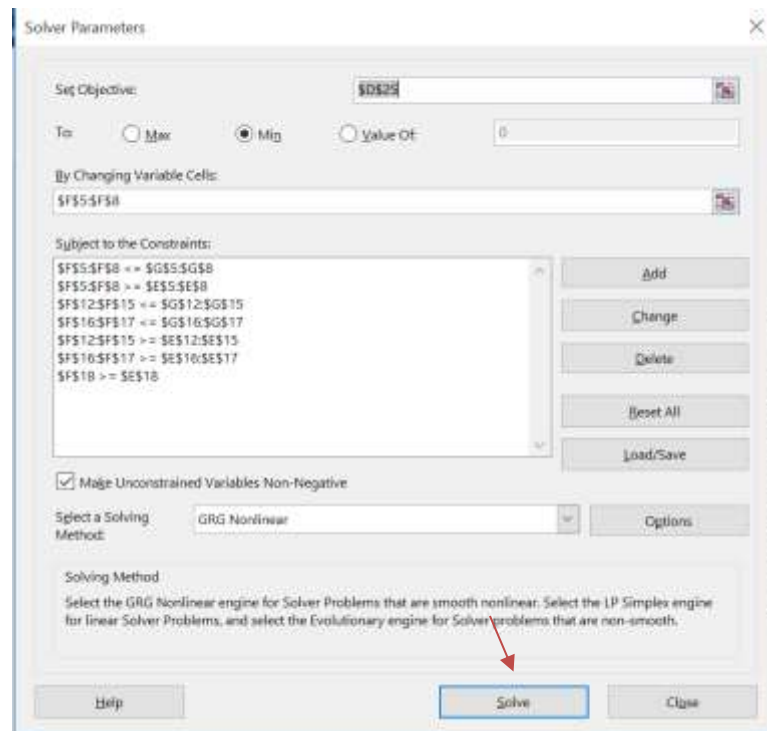 Solver Parameters
Set Objective: $D$25
To: Max Min Value Of: 0
By Changing Variable Cells:
$F$5:$F$8
Subject to the Constraints:
$F$5:$F$8 <= $G$5:$G$8
$F$5:$F$8 >= $E$5:$E$8
$F$12:$F$15 <= $G$12:$G$15
$F$16:$F$17 <= $G$16:$G$17
$F$12:$F$15 >= $E$12:$E$15
$F$16:$F$17 >= $E$16:$E$17
$F$18 >= $E$18
Add
Change
Delete
Reset All
Load/Save
Make Unconstrained Variables Non-Negative
Select a Solving
Method:
GRG Nonlinear
Options
Solving Method
Select the GRG Nonlinear engine for Solver Problems that are smooth nonlinear. Select the LP Simplex engine
for linear Solver Problems, and select the Evolutionary engine for Solver problems that are non-smooth.
Help Solve Close